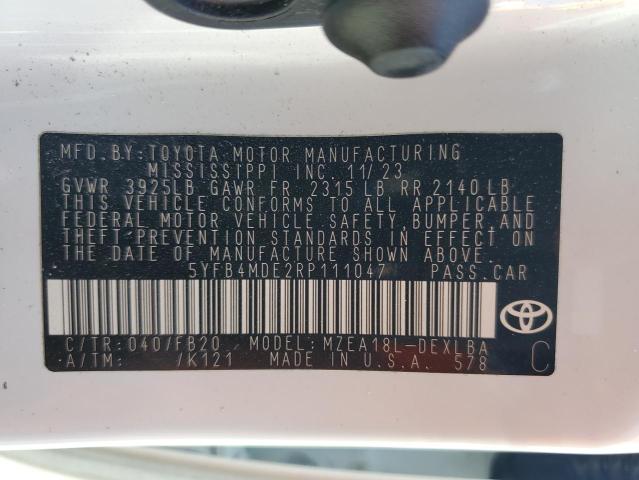 MFD.BY:TOYOTA MOTOR MANUFACTURING
MISSISSIPPI INC. 11/23
GVWR 3925LB GAWR FR 2315 LB RR 2140LB
THIS VEHICLE CONFORMS TO ALL APPLICABLE
FEDERAL MOTOR VEHICLE SAFETY,BUMPER,AND
THEFT PREVENTION STANDARDS IN EFFECT ON
THE DATE OF MANUFACTURE SHOWN ABOVE.
5YFB4MDE2RP111047 PASS.CAR
C/TR:040/FB20 MODEL:MZEA18L-DEXLBA
A/TM: /K121 MADE IN U.S.A. 578 C